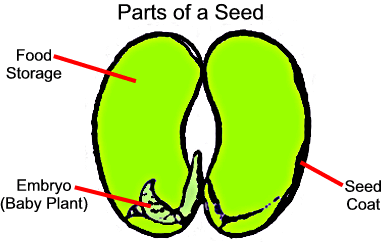 Parts of a Seed
Food
Storage
Embryo
(Baby Plant)
Seed
Coat